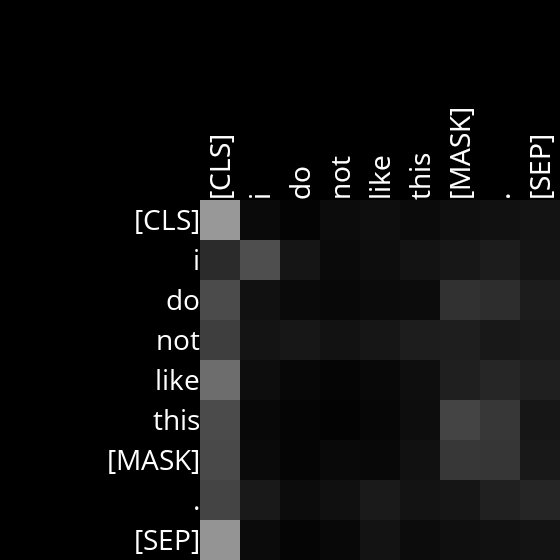 [CLS] i do not like this [MASK] . [SEP]
[CLS]
i
do
not
like
this
[MASK]
.
[SEP]